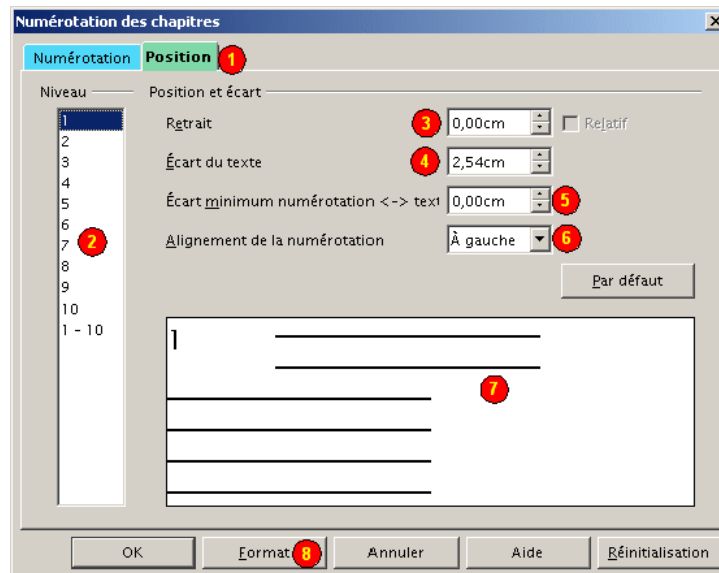 Numérotation des chapitres
Numérotation Position 1
Niveau Position et écart
1 Retrait 3 0,00cm Relatif
2
3 Écart du texte 4 2,54cm
4
5 Écart minimum numérotation <-> text 0,00cm 5
6
7 2 Alignement de la numérotation À gauche 6
8
9 Par défaut
10
1 - 10
1
7
OK Format 8 Annuler Aide Réinitialisation